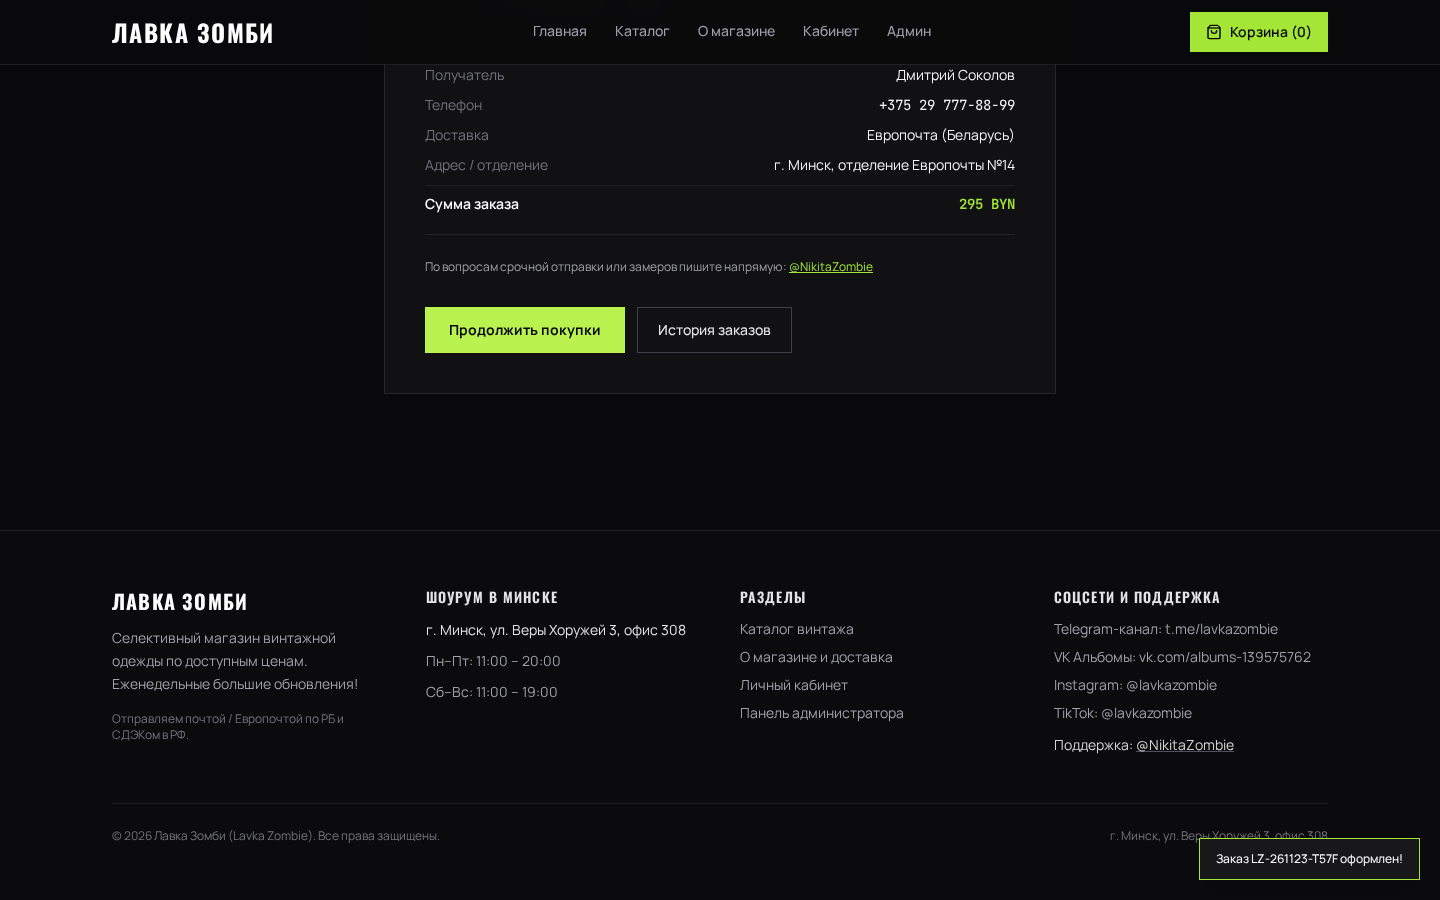 ЛАВКА ЗОМБИ
Главная
Каталог
О магазине
Кабинет
Админ
Корзина (0)
Получатель
Дмитрий Соколов
Телефон
+375 29 777-88-99
Доставка
Европочта (Беларусь)
Адрес / отделение
г. Минск, отделение Европочты №14
Сумма заказа
295 BYN
По вопросам срочной отправки или замеров пишите напрямую: @NikitaZombie
Продолжить покупки
История заказов
ЛАВКА ЗОМБИ
Селективный магазин винтажной
одежды по доступным ценам.
Еженедельные большие обновления!
Отправляем почтой / Европочтой по РБ и
СДЭКом в РФ.
ШОУРУМ В МИНСКЕ
г. Минск, ул. Веры Хоружей 3, офис 308
Пн–Пт: 11:00 – 20:00
Сб–Вс: 11:00 – 19:00
РАЗДЕЛЫ
Каталог винтажа
О магазине и доставка
Личный кабинет
Панель администратора
СОЦСЕТИ И ПОДДЕРЖКА
Telegram-канал: t.me/lavkazombie
VK Альбомы: vk.com/albums-139575762
Instagram: @lavkazombie
TikTok: @lavkazombie
Поддержка: @NikitaZombie
© 2026 Лавка Зомби (Lavka Zombie). Все права защищены.
г. Минск, ул. Веры Хоружей 3, офис 308
Заказ LZ-261123-T57F оформлен!